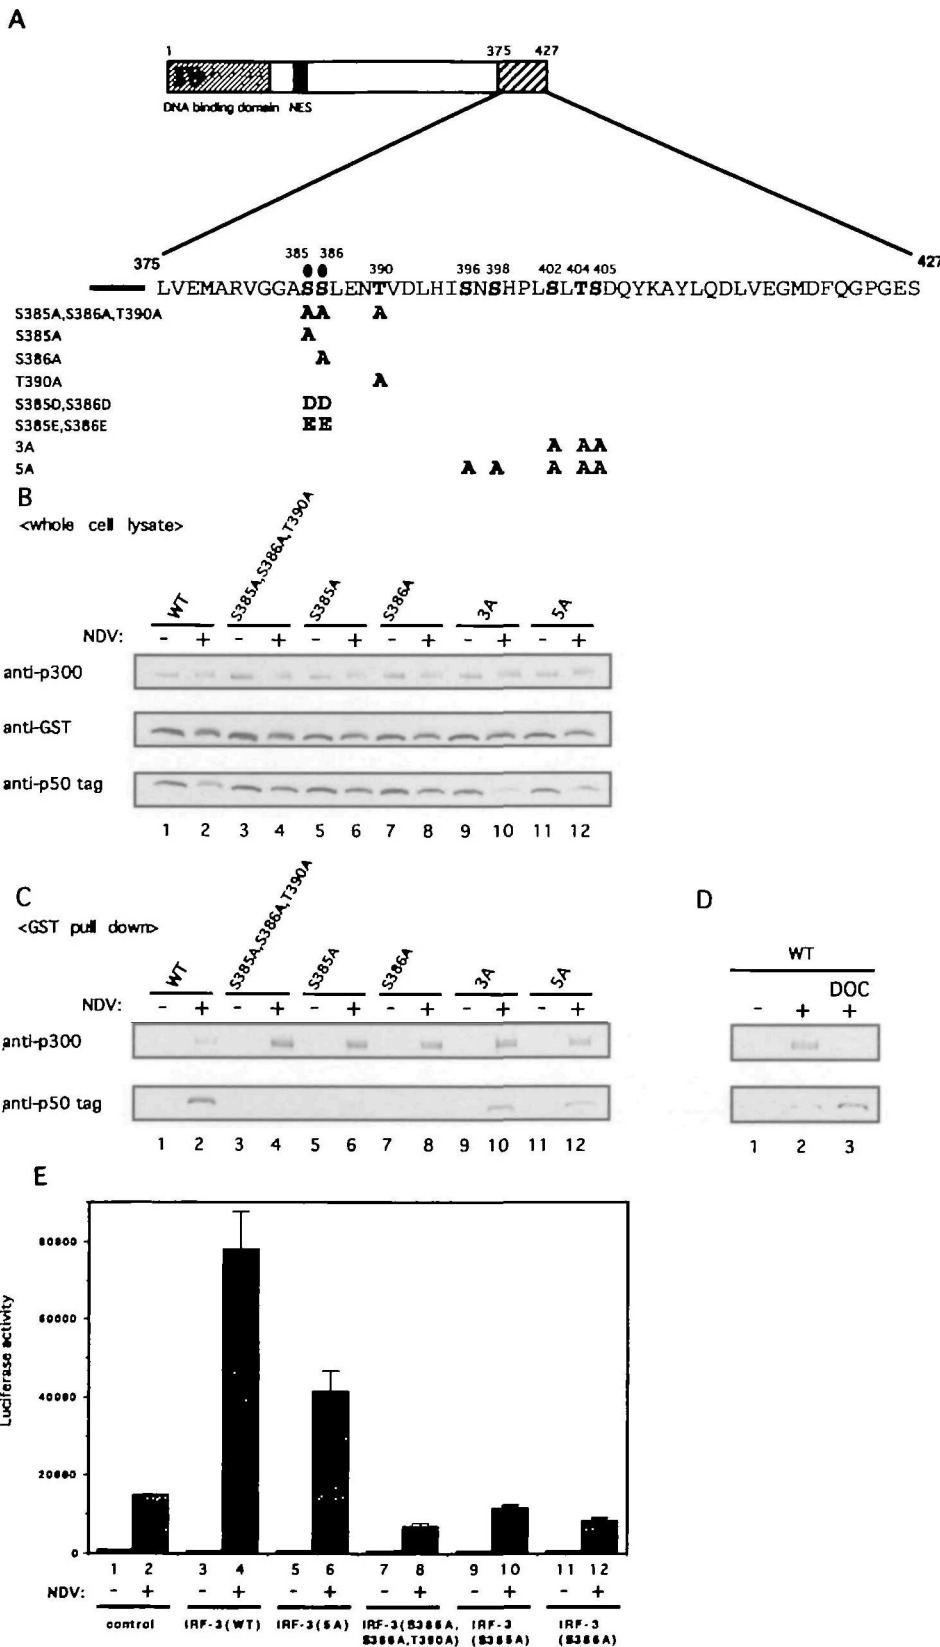 A
1 375 427
DNA binding domain NES
375 385 386 390 396 398 402 404 405 427
LVEMARVGGASSLENTVDLHISNSHPLSLTSDQYKAYLQDLVEGMDFQGPGES
S385A,S386A,T390A AA A
S385A A
S386A A
T390A A
S385D,S386D DD
S385E,S386E EE
3A A AA
5A A A A AA
B
<whole cell lysate>
WT S385A,S386A,T390A S385A S386A 3A 5A
NDV: - + - + - + - + - + - +
anti-p300
anti-GST
anti-p50 tag
1 2 3 4 5 6 7 8 9 10 11 12
C
<GST pull down>
WT S385A,S386A,T390A S385A S386A 3A 5A
NDV: - + - + - + - + - + - +
anti-p300
anti-p50 tag
1 2 3 4 5 6 7 8 9 10 11 12
D
WT
DOC
- + +
1 2 3
E
Luciferase activity
80000
60000
40000
20000
0
1 2 3 4 5 6 7 8 9 10 11 12
NDV: - + - + - + - + - + - +
control IRF-3(WT) IRF-3(5A) IRF-3(S385A, IRF-3 IRF-3
S386A,T390A) (S385A) (S386A)